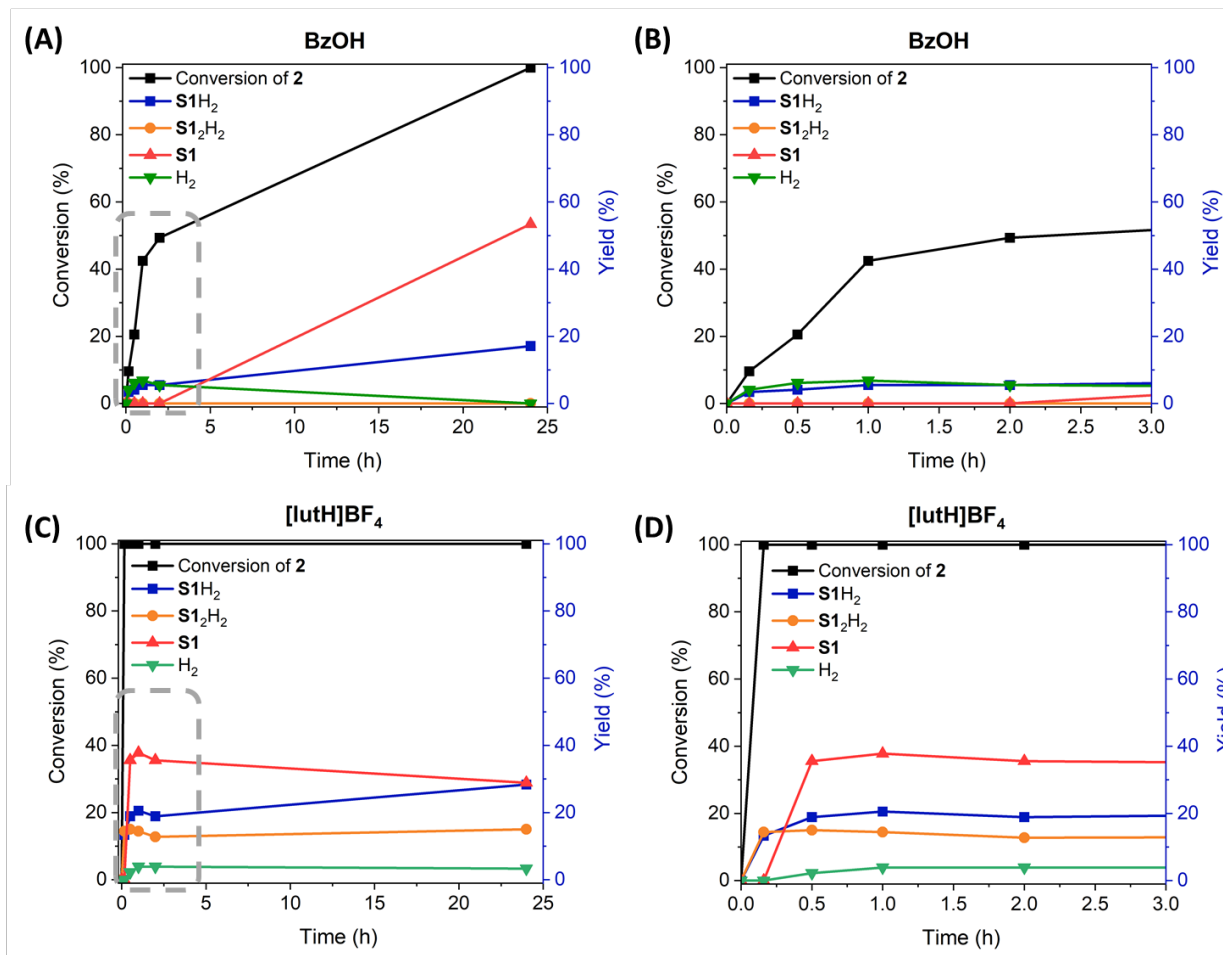 (A)
BzOH
Conversion of 2
S1H₂
S1₂H₂
S1
H₂
100
80
60
40
20
0
Conversion (%)
100
80
60
40
20
0
Yield (%)
0
5
10
15
20
25
Time (h)
(B)
BzOH
Conversion of 2
S1H₂
S1₂H₂
S1
H₂
100
80
60
40
20
0
Conversion (%)
100
80
60
40
20
0
Yield (%)
0.0
0.5
1.0
1.5
2.0
2.5
3.0
Time (h)
(C)
[lutH]BF₄
Conversion of 2
S1H₂
S1₂H₂
S1
H₂
100
80
60
40
20
0
Conversion (%)
100
80
60
40
20
0
Yield (%)
0
5
10
15
20
25
Time (h)
(D)
[lutH]BF₄
Conversion of 2
S1H₂
S1₂H₂
S1
H₂
100
80
60
40
20
0
Conversion (%)
100
80
60
40
20
0
Yield (%)
0.0
0.5
1.0
1.5
2.0
2.5
3.0
Time (h)